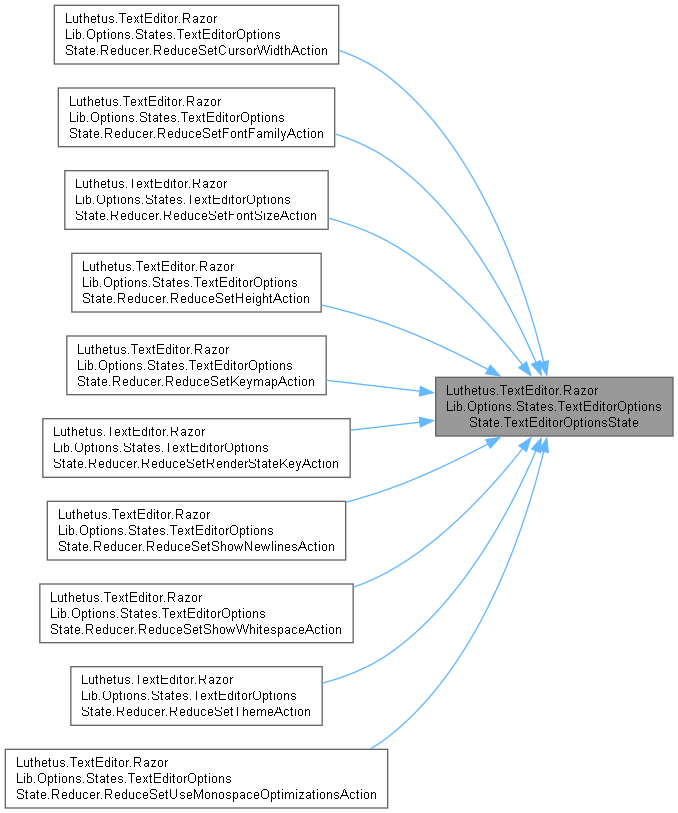 Luthetus.TextEditor.Razor
Lib.Options.States.TextEditorOptions
State.Reducer.ReduceSetCursorWidthAction
Luthetus.TextEditor.Razor
Lib.Options.States.TextEditorOptions
State.Reducer.ReduceSetFontFamilyAction
Luthetus.TextEditor.Razor
Lib.Options.States.TextEditorOptions
State.Reducer.ReduceSetFontSizeAction
Luthetus.TextEditor.Razor
Lib.Options.States.TextEditorOptions
State.Reducer.ReduceSetHeightAction
Luthetus.TextEditor.Razor
Lib.Options.States.TextEditorOptions
State.Reducer.ReduceSetKeymapAction
Luthetus.TextEditor.Razor
Lib.Options.States.TextEditorOptions
State.TextEditorOptionsState
Luthetus.TextEditor.Razor
Lib.Options.States.TextEditorOptions
State.Reducer.ReduceSetRenderStateKeyAction
Luthetus.TextEditor.Razor
Lib.Options.States.TextEditorOptions
State.Reducer.ReduceSetShowNewlinesAction
Luthetus.TextEditor.Razor
Lib.Options.States.TextEditorOptions
State.Reducer.ReduceSetShowWhitespaceAction
Luthetus.TextEditor.Razor
Lib.Options.States.TextEditorOptions
State.Reducer.ReduceSetThemeAction
Luthetus.TextEditor.Razor
Lib.Options.States.TextEditorOptions
State.Reducer.ReduceSetUseMonospaceOptimizationsAction